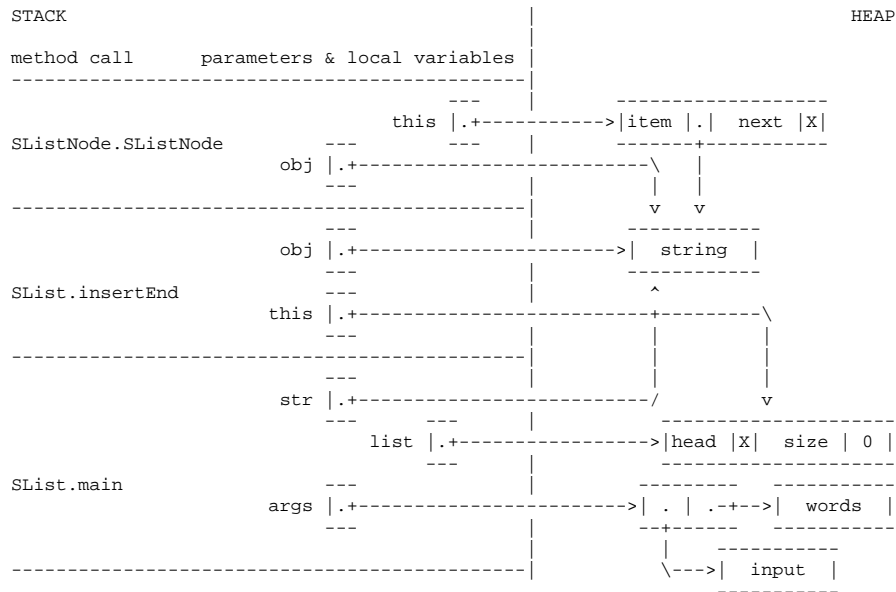 STACK | HEAP
|
method call parameters & local variables |
----------------------------------------------|
--- | -------------------
this |.+----------->|item |.| next |X|
SListNode.SListNode --- --- | -------+-----------
obj |.+--------------------------\ |
--- | | |
----------------------------------------------| v v
--- | ------------
obj |.+----------------------->| string |
--- | ------------
SList.insertEnd --- | ^
this |.+--------------------------+---------\
--- | | |
----------------------------------------------| | |
--- | | |
str |.+--------------------------/ v
--- --- | ---------------------
list |.+----------------->|head |X| size | 0 |
--- | ---------------------
SList.main --- | --------- -----------
args |.+------------------------>| . | .-+-->| words |
--- | --+------ -----------
| | -----------
----------------------------------------------| \--->| input |
-----------